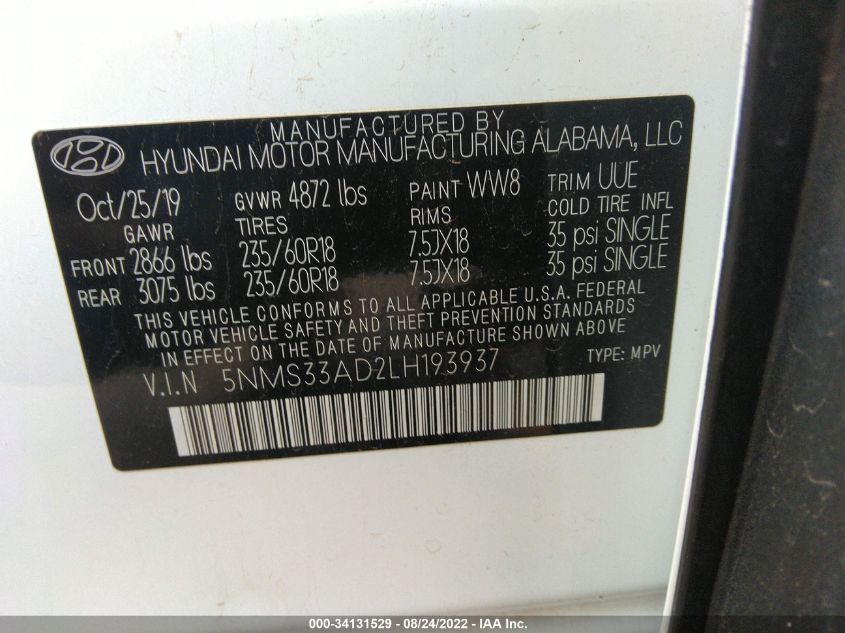 MANUFACTURED BY
HYUNDAI MOTOR MANUFACTURING ALABAMA, LLC
Oct/25/19 GVWR 4872 lbs PAINT WW8 TRIM UUE
GAWR TIRES RIMS COLD TIRE INFL
FRONT 2866 lbs 235/60R18 7.5JX18 35 psi SINGLE
REAR 3075 lbs 235/60R18 7.5JX18 35 psi SINGLE
THIS VEHICLE CONFORMS TO ALL APPLICABLE U.S.A. FEDERAL
MOTOR VEHICLE SAFETY AND THEFT PREVENTION STANDARDS
IN EFFECT ON THE DATE OF MANUFACTURE SHOWN ABOVE
V.I.N 5NMS33AD2LH193937 TYPE: MPV
000-34131529 - 08/24/2022 - IAA Inc.